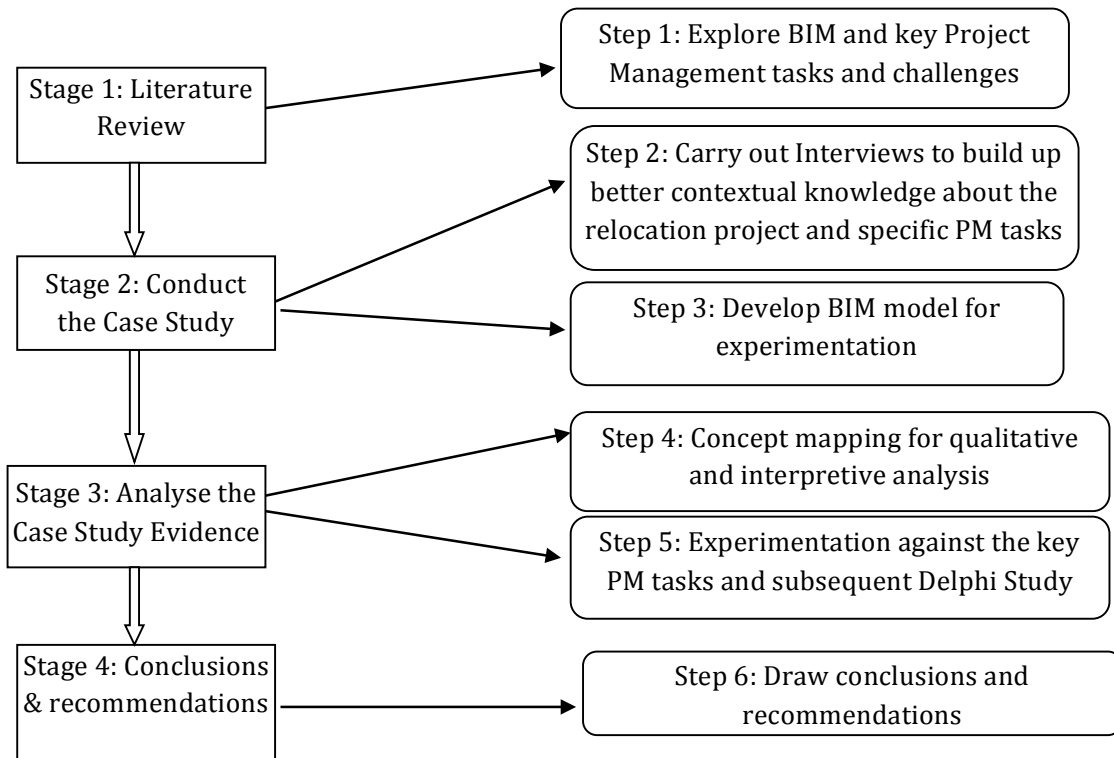 Stage 1: Literature
Review
Step 1: Explore BIM and key Project
Management tasks and challenges
Stage 2: Conduct
the Case Study
Step 2: Carry out Interviews to build up
better contextual knowledge about the
relocation project and specific PM tasks
Step 3: Develop BIM model for
experimentation
Stage 3: Analyse the
Case Study Evidence
Step 4: Concept mapping for qualitative
and interpretive analysis
Step 5: Experimentation against the key
PM tasks and subsequent Delphi Study
Stage 4: Conclusions
& recommendations
Step 6: Draw conclusions and
recommendations